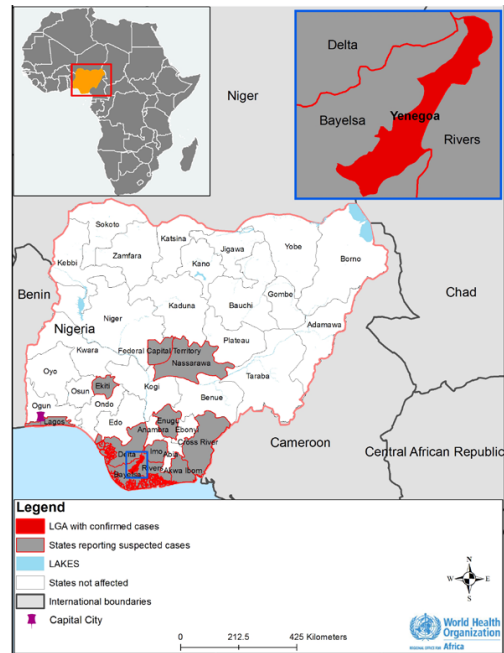 Niger
Delta
Bayelsa
Yenegoa
Rivers
Sokoto
Katsina
Jigawa
Yobe
Borno
Kebbi
Zamfara
Kano
Benin
Chad
Kaduna
Bauchi
Gombe
Adamawa
Niger
Nigeria
Plateau
Federal Capital Territory
Nassarawa
Kwara
Oyo
Ekiti
Kogi
Taraba
Osun
Benue
Ogun
Ondo
Lagos
Edo
Enugu
Anambra
Ebonyi
Cross River
Cameroon
Central African Republic
Delta
Imo
Abia
Bayelsa
Rivers
Akwa Ibom
Legend
LGA with confirmed cases
States reporting suspected cases
LAKES
States not affected
International boundaries
Capital City
N
W
E
S
0 212.5 425 Kilometers
World Health
Organization
REGIONAL OFFICE FOR Africa